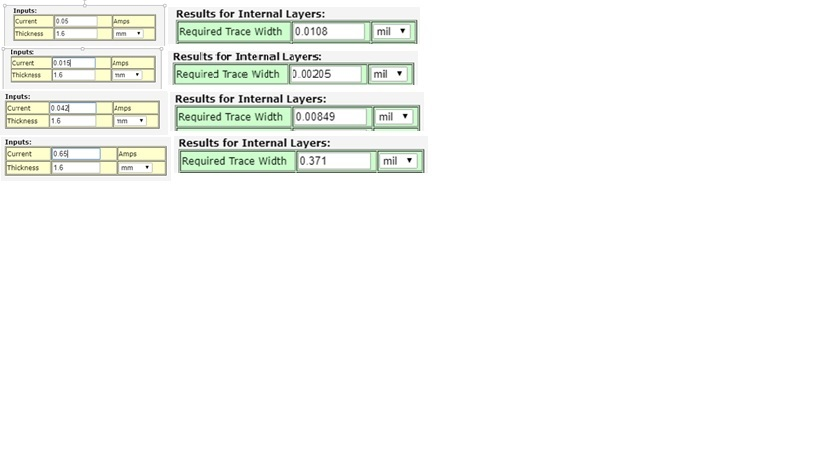 Inputs:
Current 0.05 Amps
Thickness 1.6 mm
Results for Internal Layers:
Required Trace Width 0.0108 mil
Inputs:
Current 0.015 Amps
Thickness 1.6 mm
Results for Internal Layers:
Required Trace Width 0.00205 mil
Inputs:
Current 0.042 Amps
Thickness 1.6 mm
Results for Internal Layers:
Required Trace Width 0.00849 mil
Inputs:
Current 0.65 Amps
Thickness 1.6 mm
Results for Internal Layers:
Required Trace Width 0.371 mil